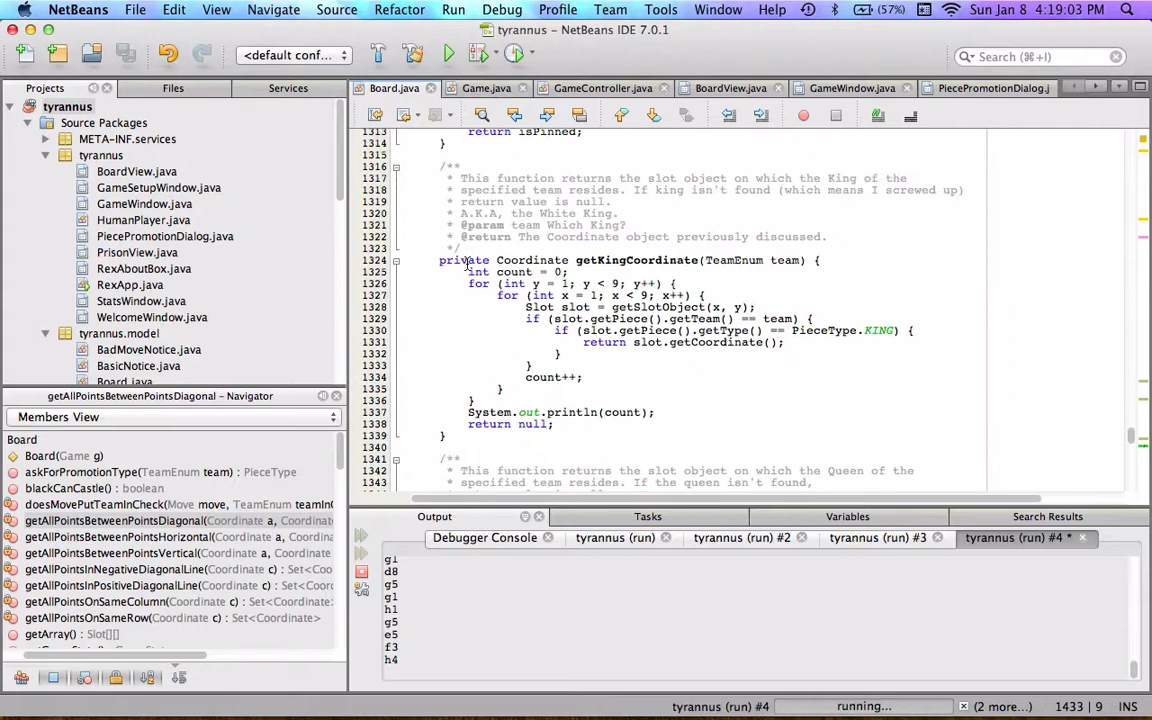 NetBeans File Edit View Navigate Source Refactor Run Debug Profile Team Tools Window Help (57%) Sun Jan 8 4:19:03 PM
tyrannus - NetBeans IDE 7.0.1
<default conf...
Search (⌘+I)
Projects Files Services
Board.java Game.java GameController.java BoardView.java GameWindow.java PiecePromotionDialog.j
tyrannus
Source Packages
META-INF.services
tyrannus
BoardView.java
GameSetupWindow.java
GameWindow.java
HumanPlayer.java
PiecePromotionDialog.java
PrisonView.java
RexAboutBox.java
RexApp.java
StatsWindow.java
WelcomeWindow.java
tyrannus.model
BadMoveNotice.java
BasicNotice.java
Board.java
getAllPointsBetweenPointsDiagonal - Navigator
Members View
Board
Board(Game g)
askForPromotionType(TeamEnum team) : PieceType
blackCanCastle() : boolean
doesMovePutTeamInCheck(Move move, TeamEnum teamIn
getAllPointsBetweenPointsDiagonal(Coordinate a, Coordinat
getAllPointsBetweenPointsHorizontal(Coordinate a, Coordin
getAllPointsBetweenPointsVertical(Coordinate a, Coordinate
getAllPointsInNegativeDiagonalLine(Coordinate c) : Set<Coo
getAllPointsInPositiveDiagonalLine(Coordinate c) : Set<Coor
getAllPointsOnSameColumn(Coordinate c) : Set<Coordinate>
getAllPointsOnSameRow(Coordinate c) : Set<Coordinate>
getArray() : Slot[][]
1313 return isPinned;
1314 }
1315
1316 /**
1317 * This function returns the slot object on which the King of the
1318 * specified team resides. If king isn't found (which means I screwed up)
1319 * return value is null.
1320 * A.K.A, the White King.
1321 * @param team Which King?
1322 * @return The Coordinate object previously discussed.
1323 */
1324 private Coordinate getKingCoordinate(TeamEnum team) {
1325 int count = 0;
1326 for (int y = 1; y < 9; y++) {
1327 for (int x = 1; x < 9; x++) {
1328 Slot slot = getSlotObject(x, y);
1329 if (slot.getPiece().getTeam() == team) {
1330 if (slot.getPiece().getType() == PieceType.KING) {
1331 return slot.getCoordinate();
1332 }
1333 }
1334 count++;
1335 }
1336 }
1337 System.out.println(count);
1338 return null;
1339 }
1340
1341 /**
1342 * This function returns the slot object on which the Queen of the
1343 * specified team resides. If the queen isn't found,
Output Tasks Variables Search Results
Debugger Console tyrannus (run) tyrannus (run) #2 tyrannus (run) #3 tyrannus (run) #4 *
g1
d8
g5
g1
h1
g5
e5
f3
h4
tyrannus (run) #4 running... (2 more...) 1433 | 9 INS